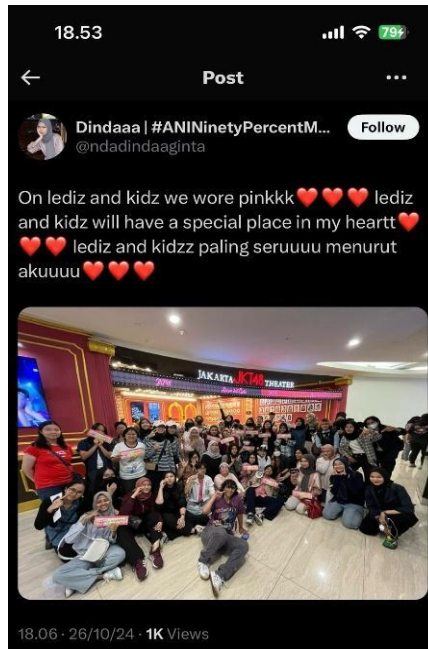 18.53
79
Post
Dindaaa | #ANINinetyPercentM...
Follow
@ndadindaaginta
On lediz and kidz we wore pinkkk❤️❤️❤️ lediz
and kidz will have a special place in my heartt❤️
❤️❤️ lediz and kidzz paling seruuuu menurut
akuuuu❤️❤️❤️
JAKARTA JKT48 THEATER
18.06 · 26/10/24 · 1K Views